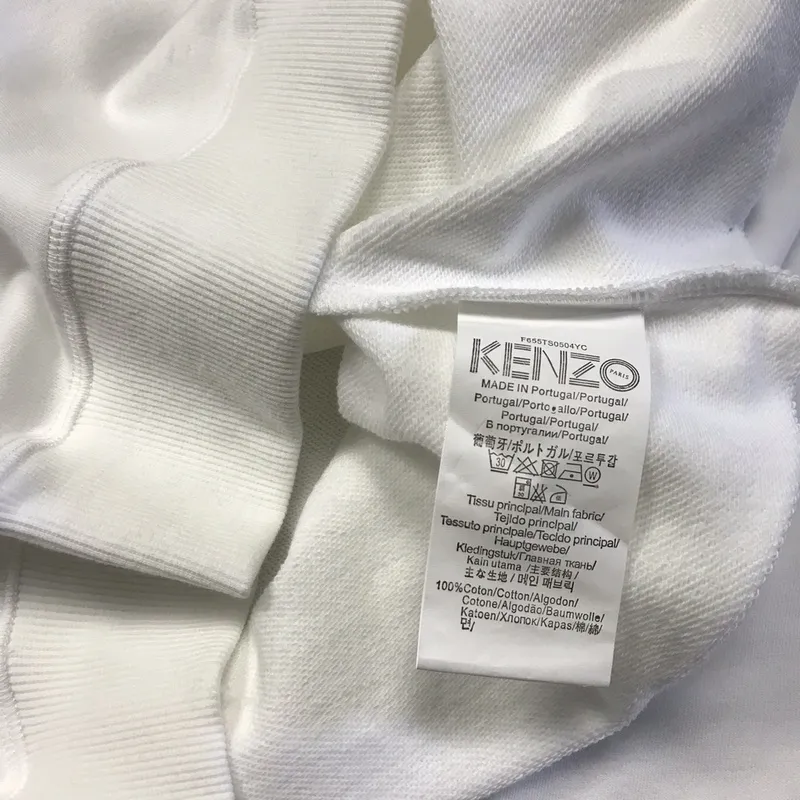 F655TS0504YC
KENZO
PARIS
MADE IN Portugal/Portugal/
Portugal/Portogallo/Portugal/
Portugal/Portugal/
В португалии/Portugal/
葡萄牙/ポルトガル/포르투갈
30 W
30
Tissu principal/Main fabric/
Tejido principal/
Tessuto principale/Tecido principal/
Hauptgewebe/
Kledingstuk/Главная ткань/
Kain utama /主要结构/
主な生地/ 메인 패브릭/
100%Coton/Cotton/Algodon/
Cotone/Algodão/Baumwolle/
Katoen/Хлопок/Kapas/棉/綿/
면/